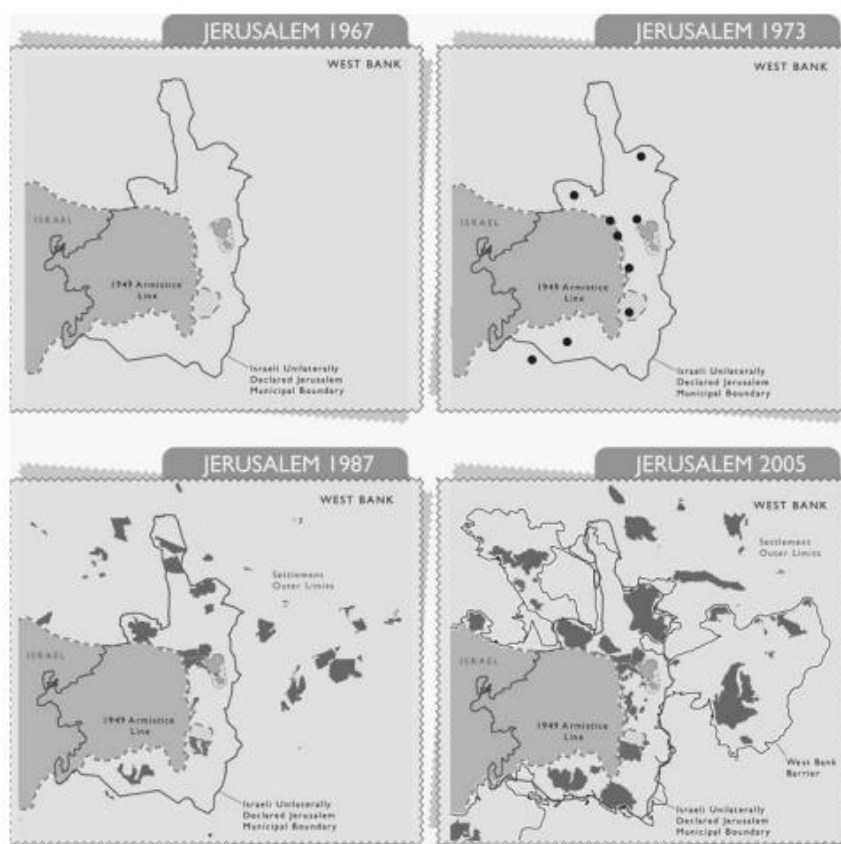 JERUSALEM 1967
WEST BANK
ISRAEL
1949 Armistice
Line
Israeli Unilaterally
Declared Jerusalem
Municipal Boundary
JERUSALEM 1973
WEST BANK
ISRAEL
1949 Armistice
Line
Israeli Unilaterally
Declared Jerusalem
Municipal Boundary
JERUSALEM 1987
WEST BANK
Settlement
Outer Limits
ISRAEL
1949 Armistice
Line
Israeli Unilaterally
Declared Jerusalem
Municipal Boundary
JERUSALEM 2005
WEST BANK
Settlement
Outer Limits
ISRAEL
1949 Armistice
Line
West Bank
Barrier
Israeli Unilaterally
Declared Jerusalem
Municipal Boundary